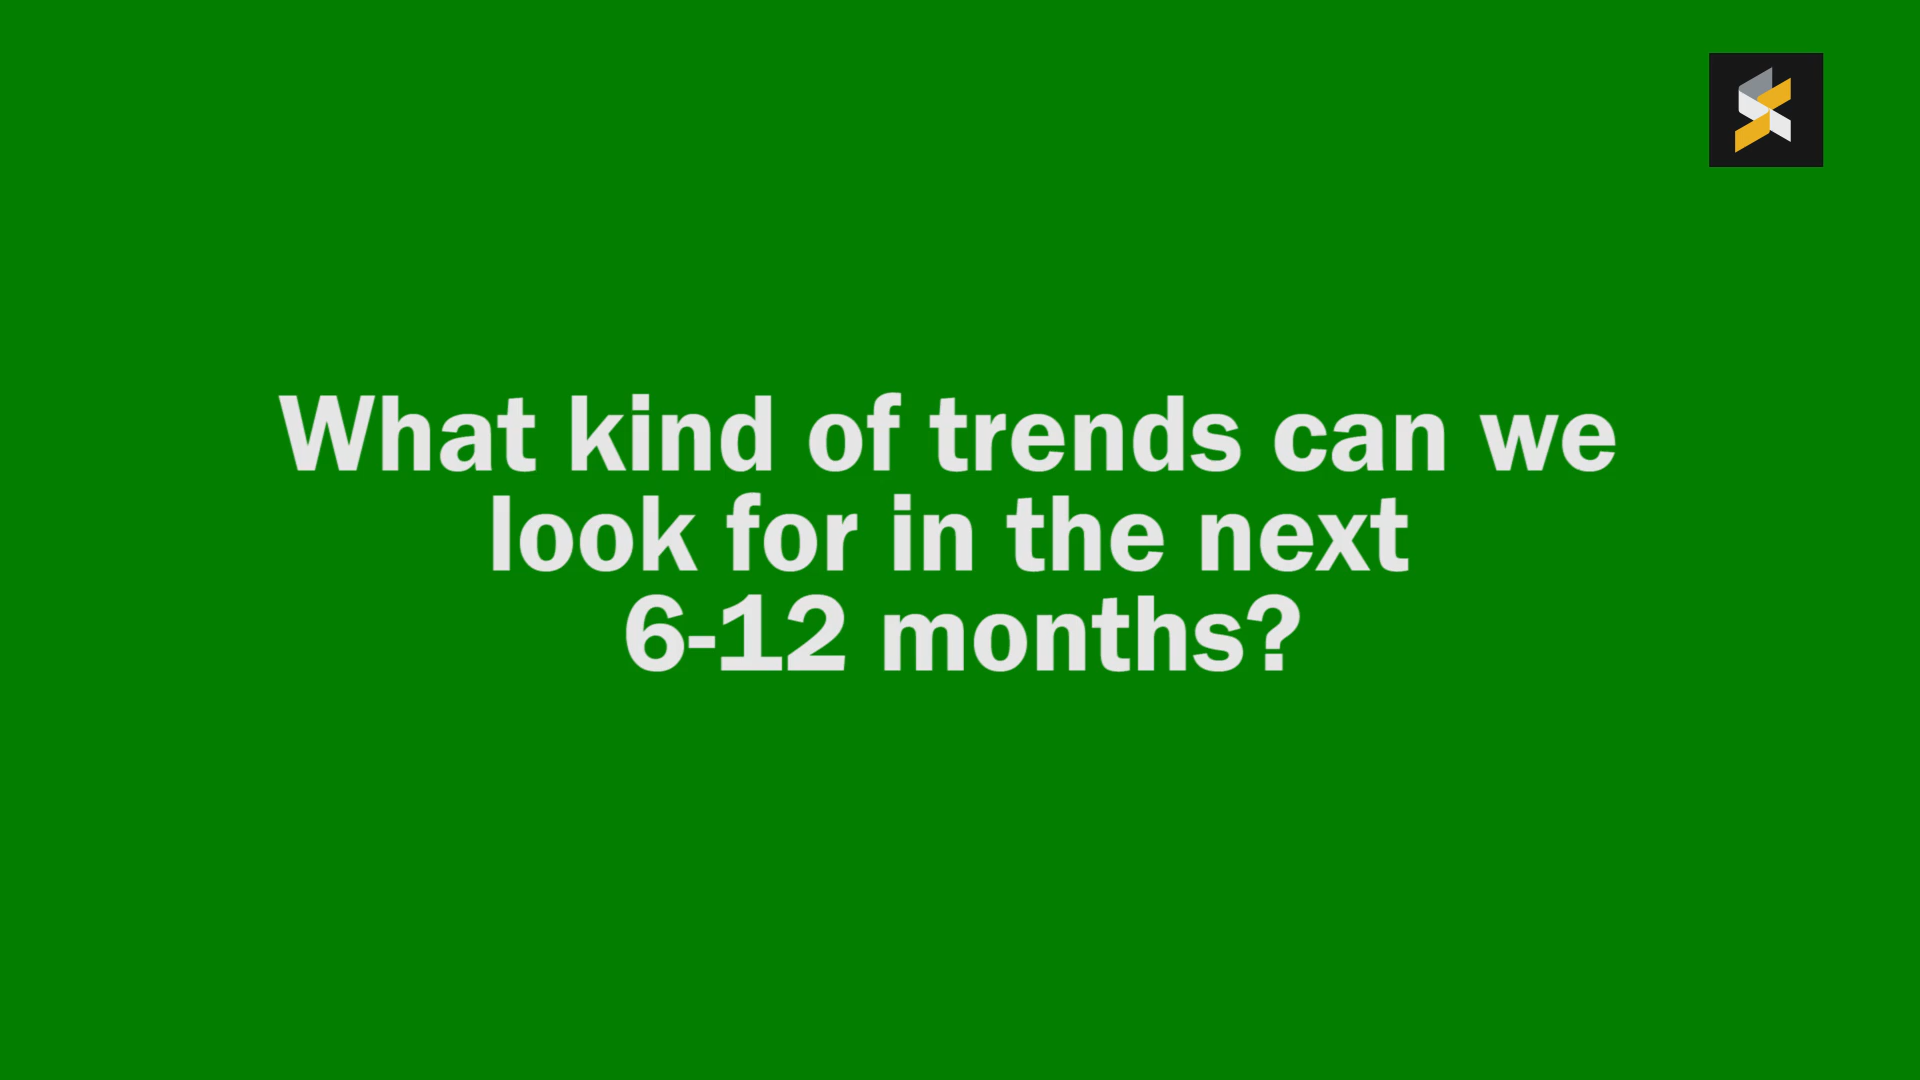 What kind of trends can we
look for in the next
6-12 months?